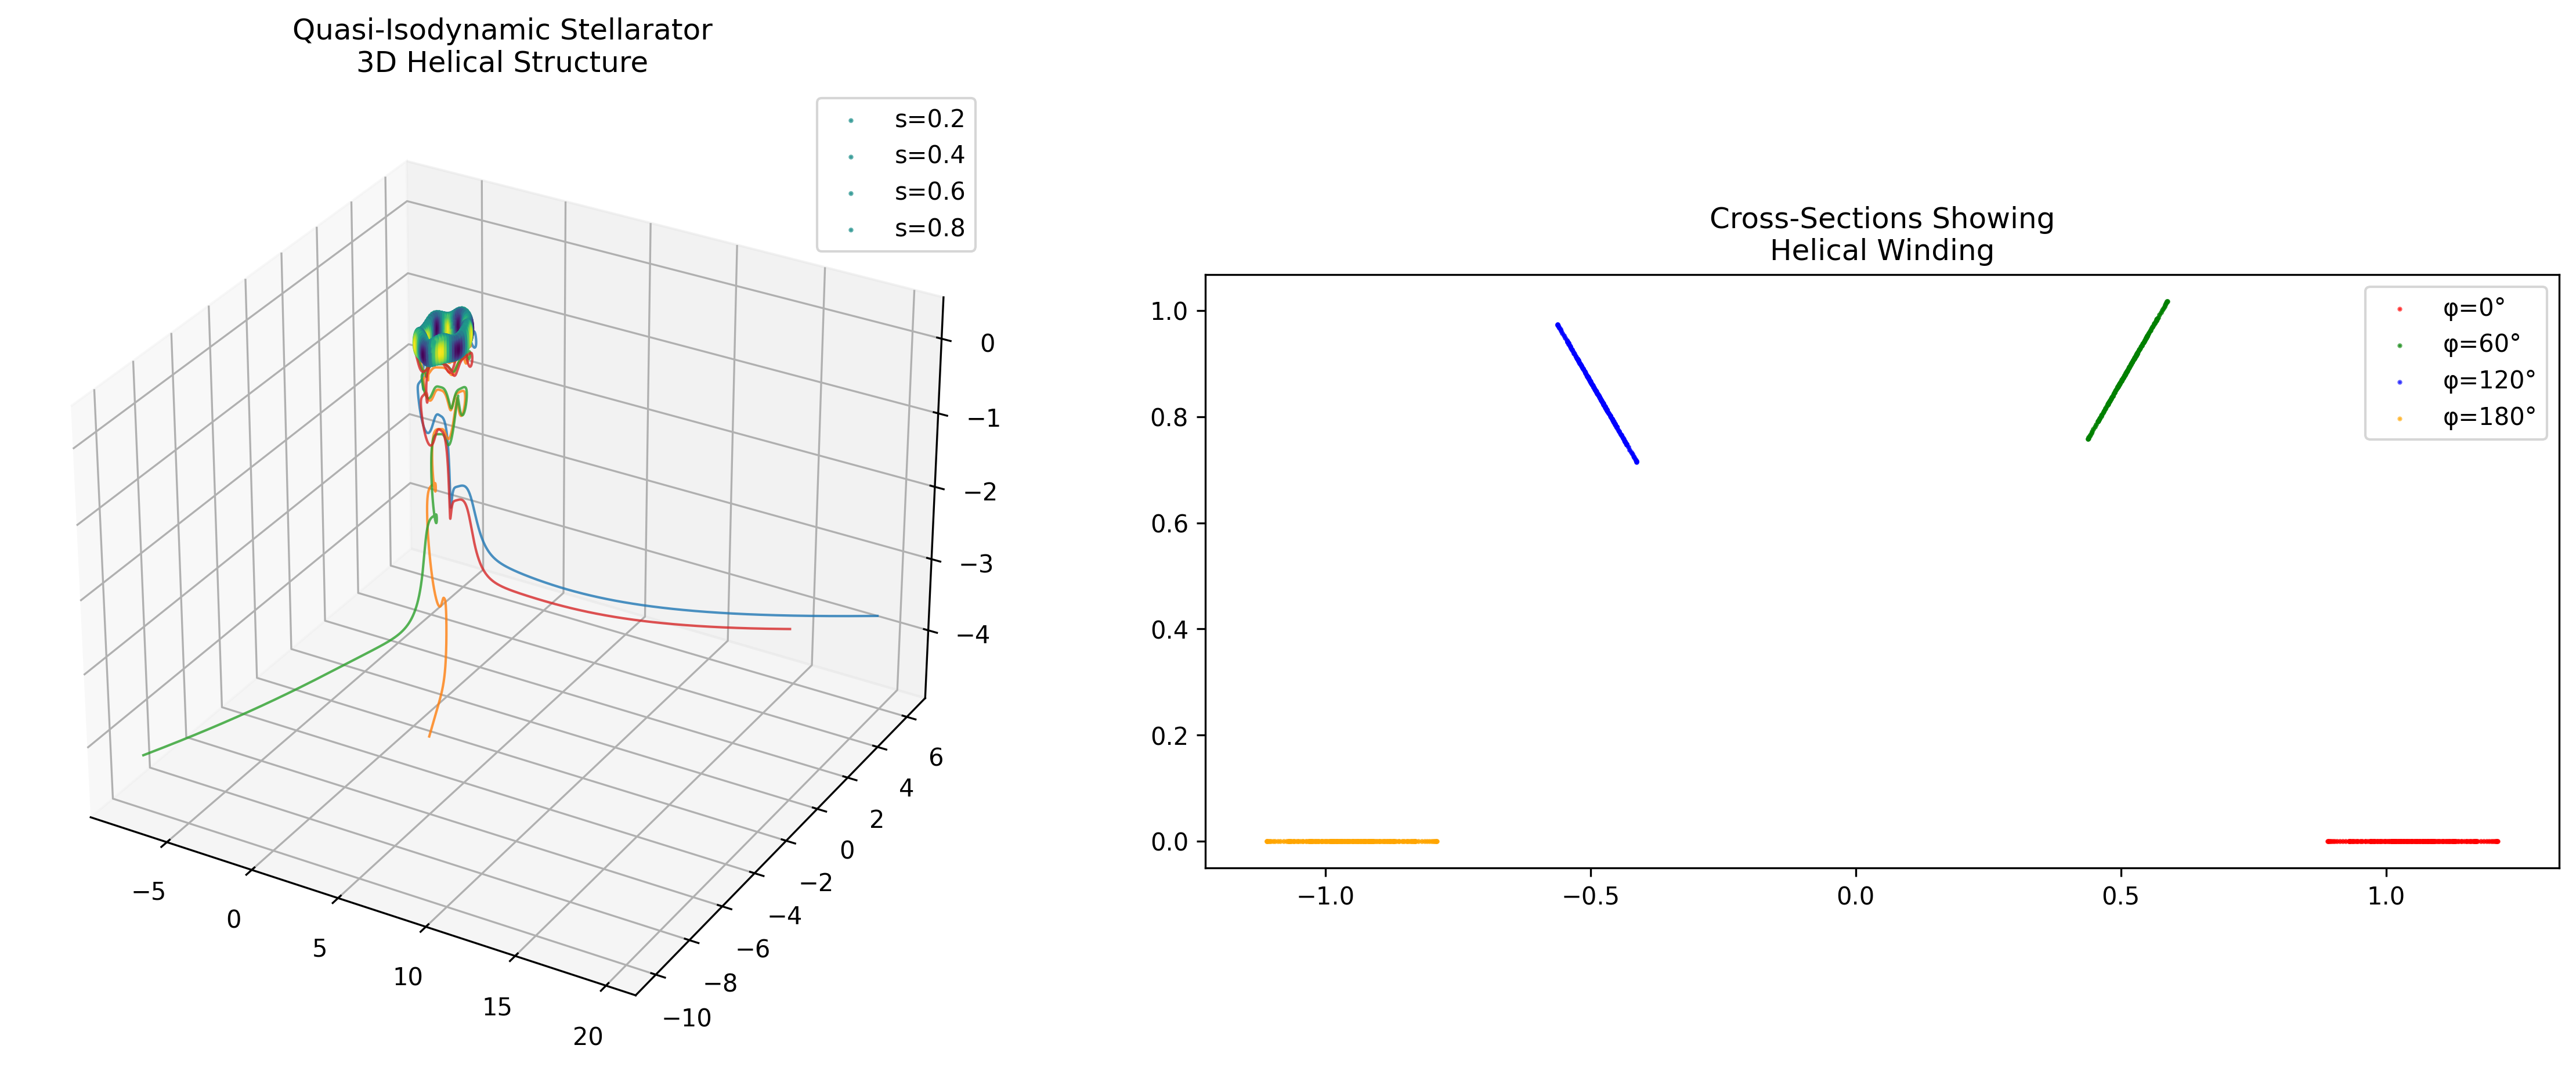 Quasi-Isodynamic Stellarator
3D Helical Structure
s=0.2
s=0.4
s=0.6
s=0.8
0
−1
−2
−3
−4
6
4
2
0
−2
−4
−6
−8
−10
−5
0
5
10
15
20
Cross-Sections Showing
Helical Winding
φ=0°
φ=60°
φ=120°
φ=180°
1.0
0.8
0.6
0.4
0.2
0.0
−1.0
−0.5
0.0
0.5
1.0